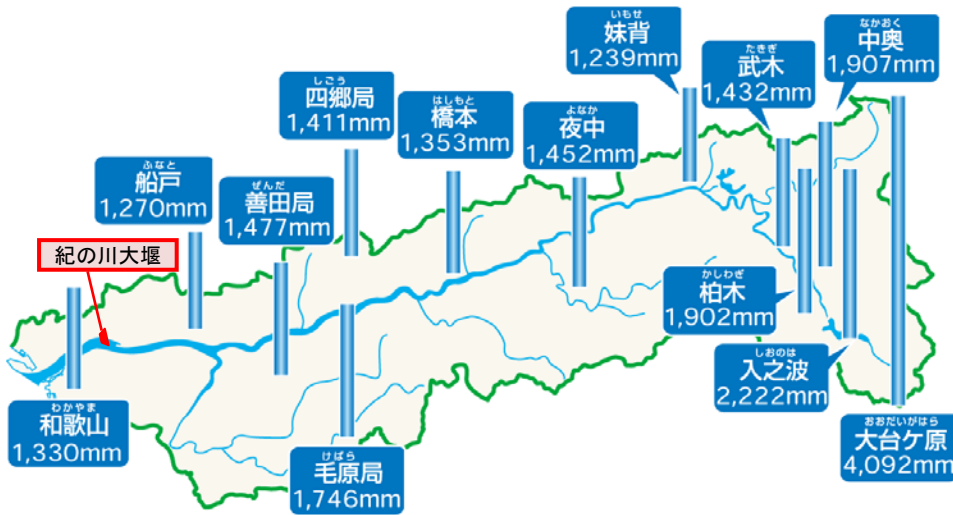 いもせ
妹背
1,239mm
たきぎ
武木
1,432mm
なかおく
中奥
1,907mm
しごう
四郷局
1,411mm
はしもと
橋本
1,353mm
よなか
夜中
1,452mm
ふなと
船戸
1,270mm
ぜんだ
善田局
1,477mm
紀の川大堰
かしわぎ
柏木
1,902mm
しおのは
入之波
2,222mm
わかやま
和歌山
1,330mm
けばら
毛原局
1,746mm
おおだいがはら
大台ケ原
4,092mm